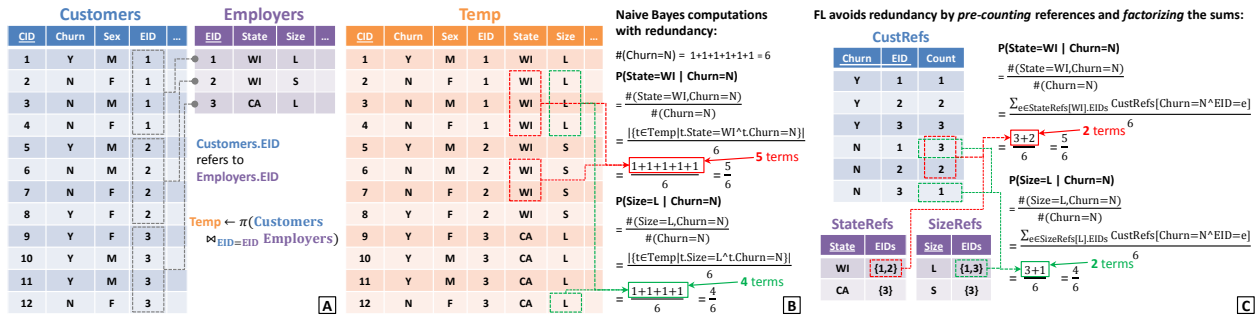 Customers
CID Churn Sex EID ...
1 Y M 1
2 N F 1
3 N M 1
4 N F 1
5 Y M 2
6 N M 2
7 N F 2
8 Y F 2
9 Y F 3
10 Y M 3
11 Y M 3
12 N F 3
Employers
EID State Size ...
1 WI L
2 WI S
3 CA L
Customers.EID
refers to
Employers.EID
Temp ← π(Customers
⋈EID=EID Employers)
A
Temp
CID Churn Sex EID State Size ...
1 Y M 1 WI L
2 N F 1 WI L
3 N M 1 WI L
4 N F 1 WI L
5 Y M 2 WI S
6 N M 2 WI S
7 N F 2 WI S
8 Y F 2 WI S
9 Y F 3 CA L
10 Y M 3 CA L
11 Y M 3 CA L
12 N F 3 CA L
Naive Bayes computations
with redundancy:
#(Churn=N) = 1+1+1+1+1+1 = 6
P(State=WI | Churn=N)
= #(State=WI,Churn=N)
#(Churn=N)
= |{t∈Temp|t.State=WI^t.Churn=N}|
6
= 1+1+1+1+1
6
= 5
6
5 terms
P(Size=L | Churn=N)
= #(Size=L,Churn=N)
#(Churn=N)
= |{t∈Temp|t.Size=L^t.Churn=N}|
6
= 1+1+1+1
6
= 4
6
4 terms
B
FL avoids redundancy by pre-counting references and factorizing the sums:
CustRefs
Churn EID Count
Y 1 1
Y 2 2
Y 3 3
N 1 3
N 2 2
N 3 1
StateRefs
State EIDs
WI {1,2}
CA {3}
SizeRefs
Size EIDs
L {1,3}
S {3}
P(State=WI | Churn=N)
= #(State=WI,Churn=N)
#(Churn=N)
= ∑e∈StateRefs[WI].EIDs CustRefs[Churn=N^EID=e]
6
= 3+2
6
= 5
6
2 terms
P(Size=L | Churn=N)
= #(Size=L,Churn=N)
#(Churn=N)
= ∑e∈SizeRefs[L].EIDs CustRefs[Churn=N^EID=e]
6
= 3+1
6
= 4
6
2 terms
C